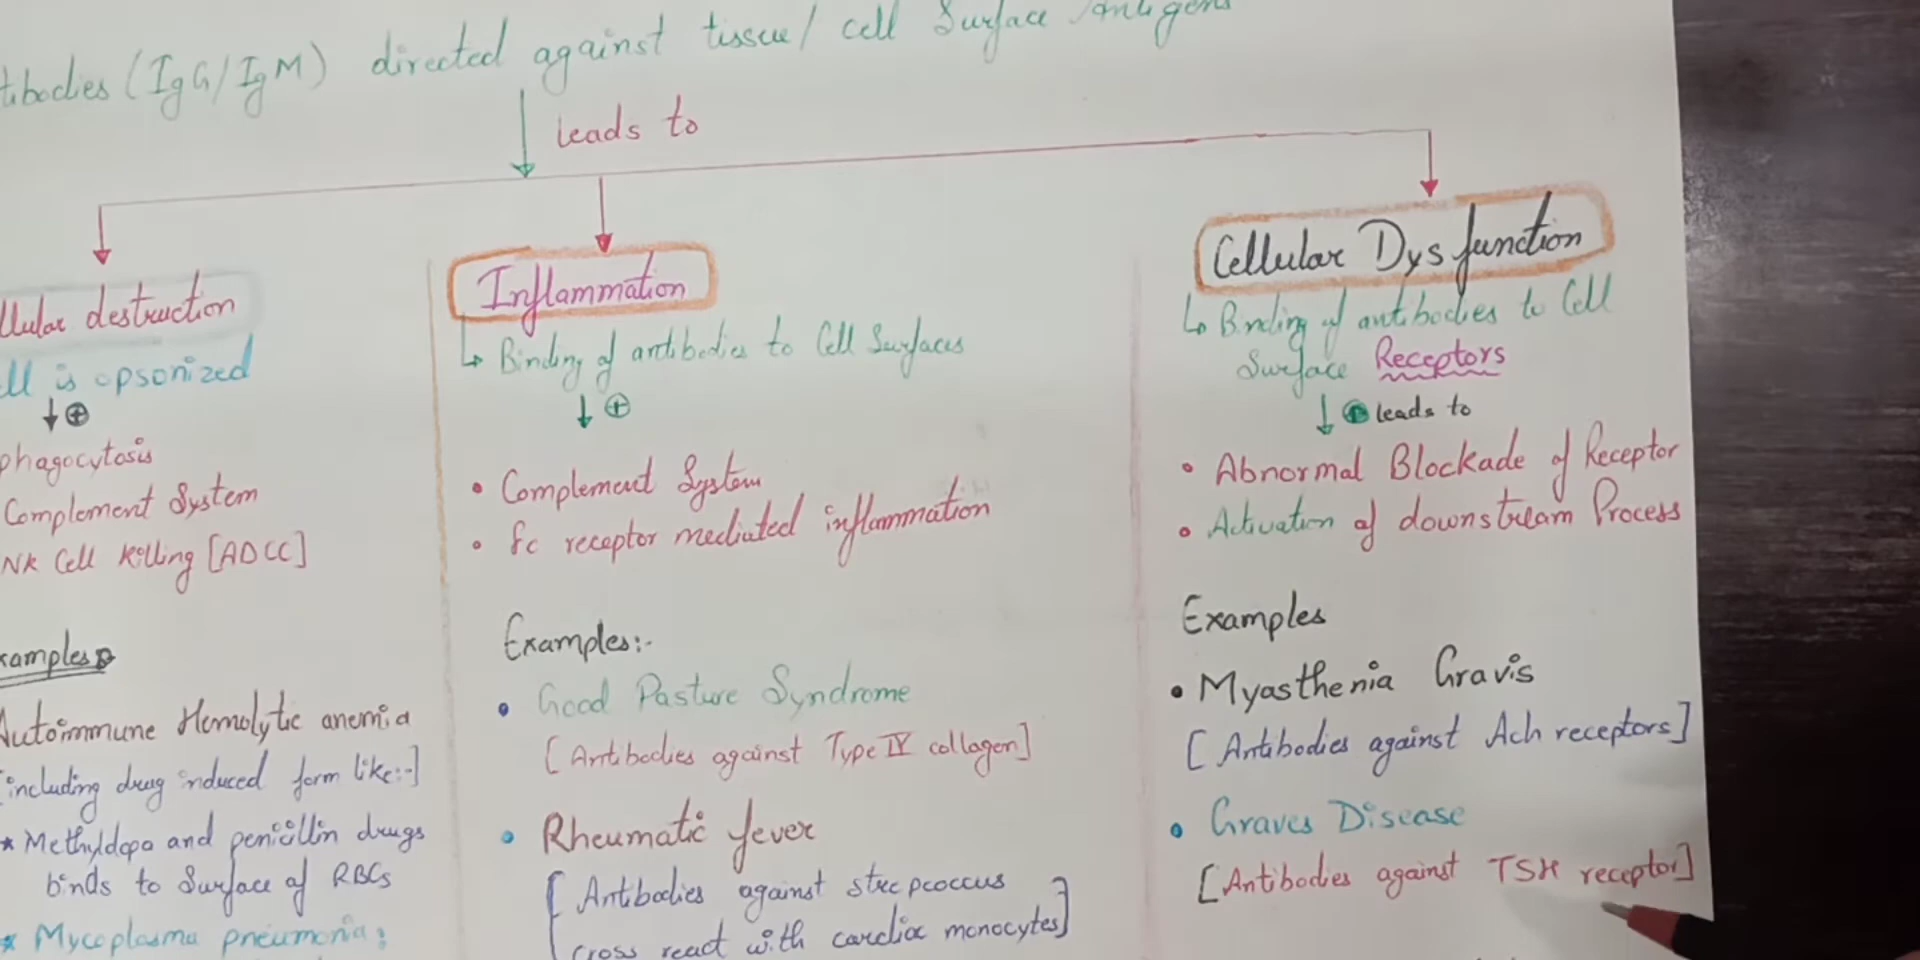 tibodies (IgG/IgM) directed against tissue/ cell Surface Antigens
leads to
llular destruction
ll is opsonized
phagocytosis
Complement System
NK Cell Killing [ADCC]
xamples
Autoimmune Hemolytic anemia
including drug induced form like:-]
* Methyldopa and penicillin drugs
binds to Surface of RBCs
* Mycoplasma pneumonia:
Inflammation
Binding of antibodies to Cell Surfaces
• Complement System
• Fc receptor mediated inflammation
Examples:-
• Good Pasture Syndrome
[Antibodies against Type IV collagen]
• Rheumatic fever
[Antibodies against strepcoccus
cross react with cardiac monocytes]
Cellular Dysfunction
Binding of antibodies to Cell
Surface Receptors
leads to
• Abnormal Blockade of Receptor
• Activation of downstream Process
Examples
• Myasthenia Gravis
[Antibodies against Ach receptors]
• Graves Disease
[Antibodies against TSH receptor]